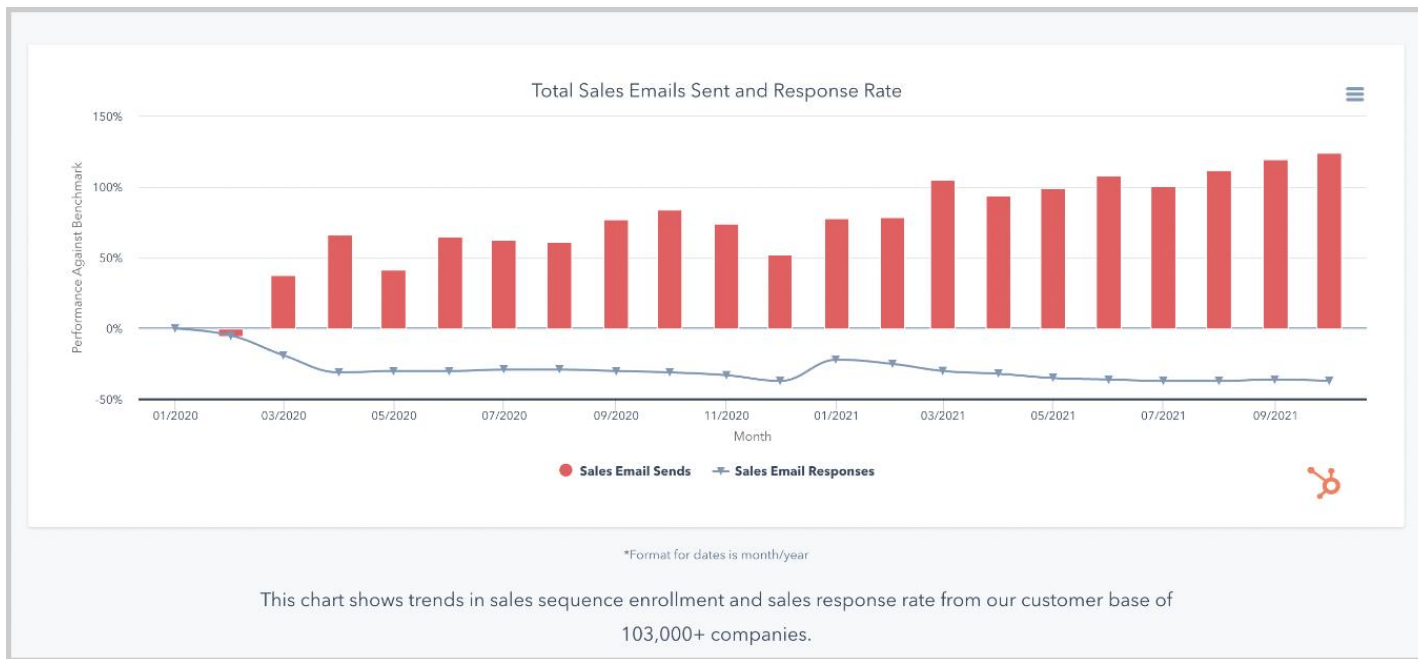 Total Sales Emails Sent and Response Rate
Performance Against Benchmark
150%
100%
50%
0%
-50%
01/2020
03/2020
05/2020
07/2020
09/2020
11/2020
01/2021
03/2021
05/2021
07/2021
09/2021
Month
Sales Email Sends
Sales Email Responses
*Format for dates is month/year
This chart shows trends in sales sequence enrollment and sales response rate from our customer base of
103,000+ companies.